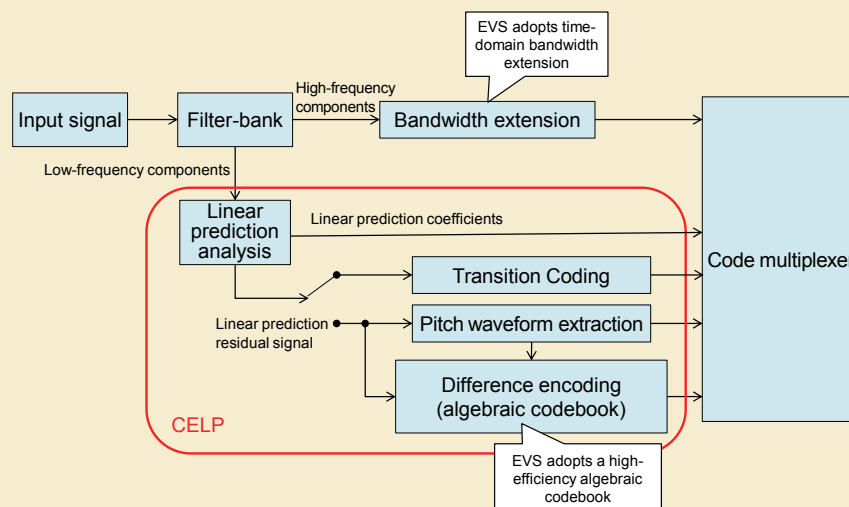 EVS adopts time-
domain bandwidth
extension
High-frequency
components
Input signal
Filter-bank
Bandwidth extension
Low-frequency components
Linear
prediction
analysis
Linear prediction coefficients
Code multiplexer
Transition Coding
Linear prediction
residual signal
Pitch waveform extraction
Difference encoding
(algebraic codebook)
CELP
EVS adopts a high-
efficiency algebraic
codebook